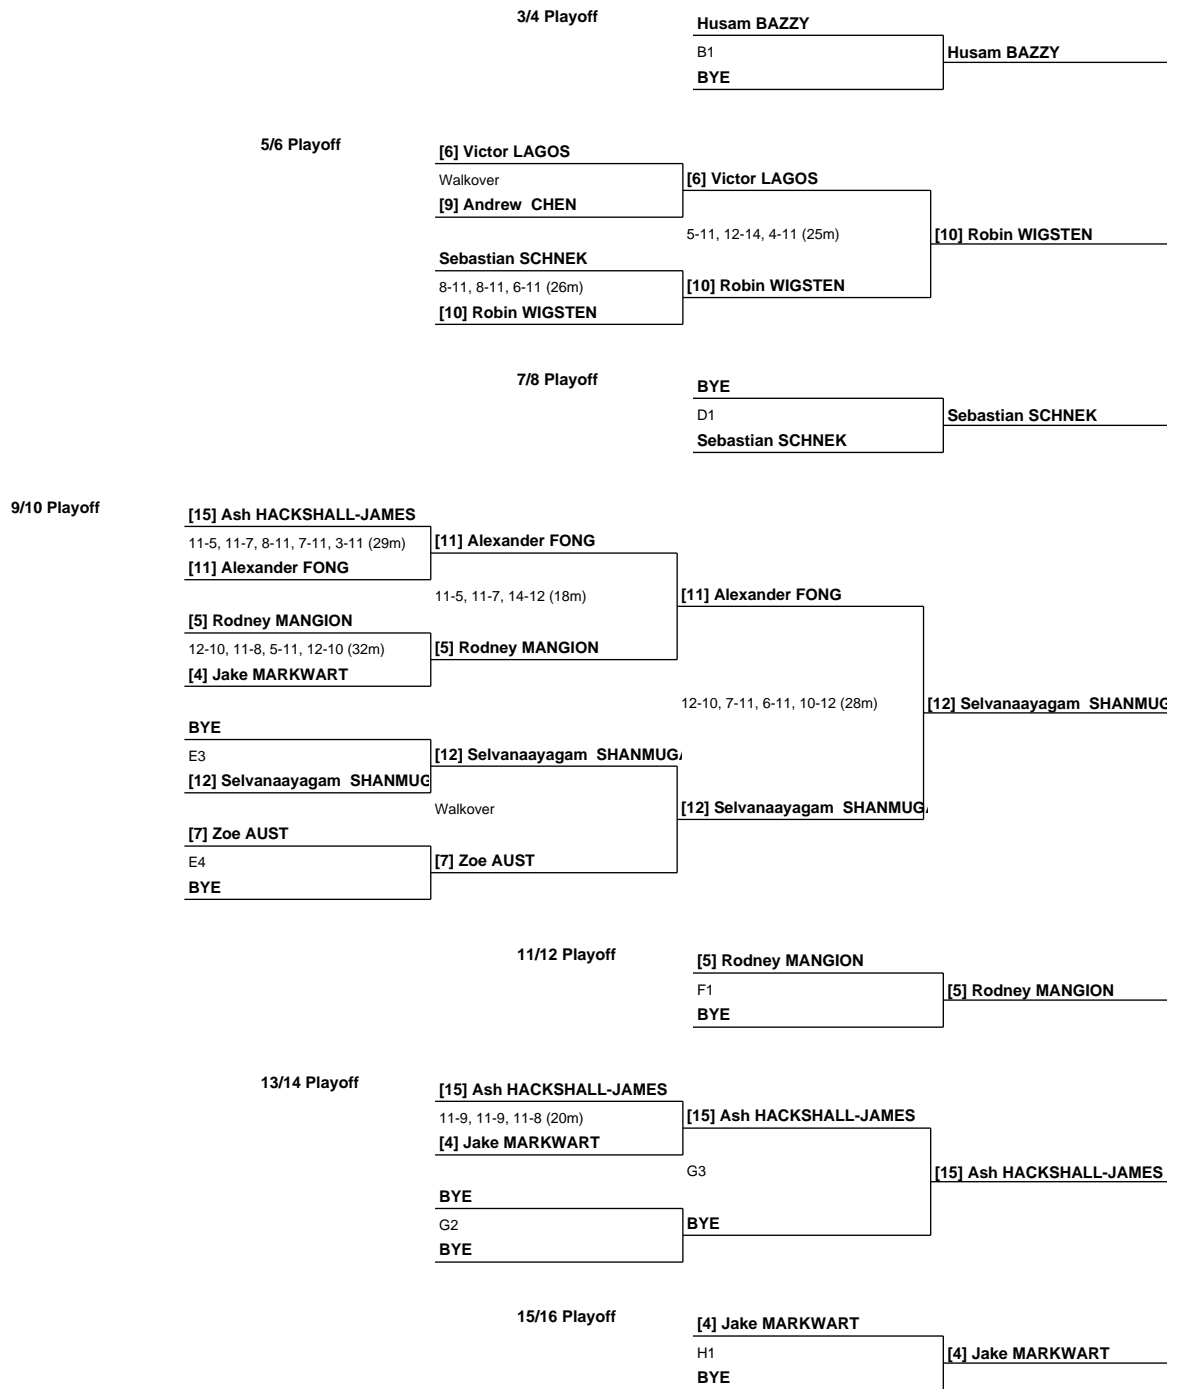 3/4 Playoff
Husam BAZZY
B1
Husam BAZZY
BYE
5/6 Playoff
[6] Victor LAGOS
Walkover
[6] Victor LAGOS
[9] Andrew  CHEN
5-11, 12-14, 4-11 (25m)
[10] Robin WIGSTEN
Sebastian SCHNEK
8-11, 8-11, 6-11 (26m)
[10] Robin WIGSTEN
[10] Robin WIGSTEN
7/8 Playoff
BYE
D1
Sebastian SCHNEK
Sebastian SCHNEK
9/10 Playoff
[15] Ash HACKSHALL-JAMES
11-5, 11-7, 8-11, 7-11, 3-11 (29m)
[11] Alexander FONG
[11] Alexander FONG
11-5, 11-7, 14-12 (18m)
[11] Alexander FONG
[5] Rodney MANGION
12-10, 11-8, 5-11, 12-10 (32m)
[5] Rodney MANGION
[4] Jake MARKWART
12-10, 7-11, 6-11, 10-12 (28m)
[12] Selvanaayagam  SHANMUG
BYE
E3
[12] Selvanaayagam  SHANMUGA
[12] Selvanaayagam  SHANMUG
Walkover
[12] Selvanaayagam  SHANMUGA
[7] Zoe AUST
E4
[7] Zoe AUST
BYE
11/12 Playoff
[5] Rodney MANGION
F1
[5] Rodney MANGION
BYE
13/14 Playoff
[15] Ash HACKSHALL-JAMES
11-9, 11-9, 11-8 (20m)
[15] Ash HACKSHALL-JAMES
[4] Jake MARKWART
G3
[15] Ash HACKSHALL-JAMES
BYE
G2
BYE
BYE
15/16 Playoff
[4] Jake MARKWART
H1
[4] Jake MARKWART
BYE